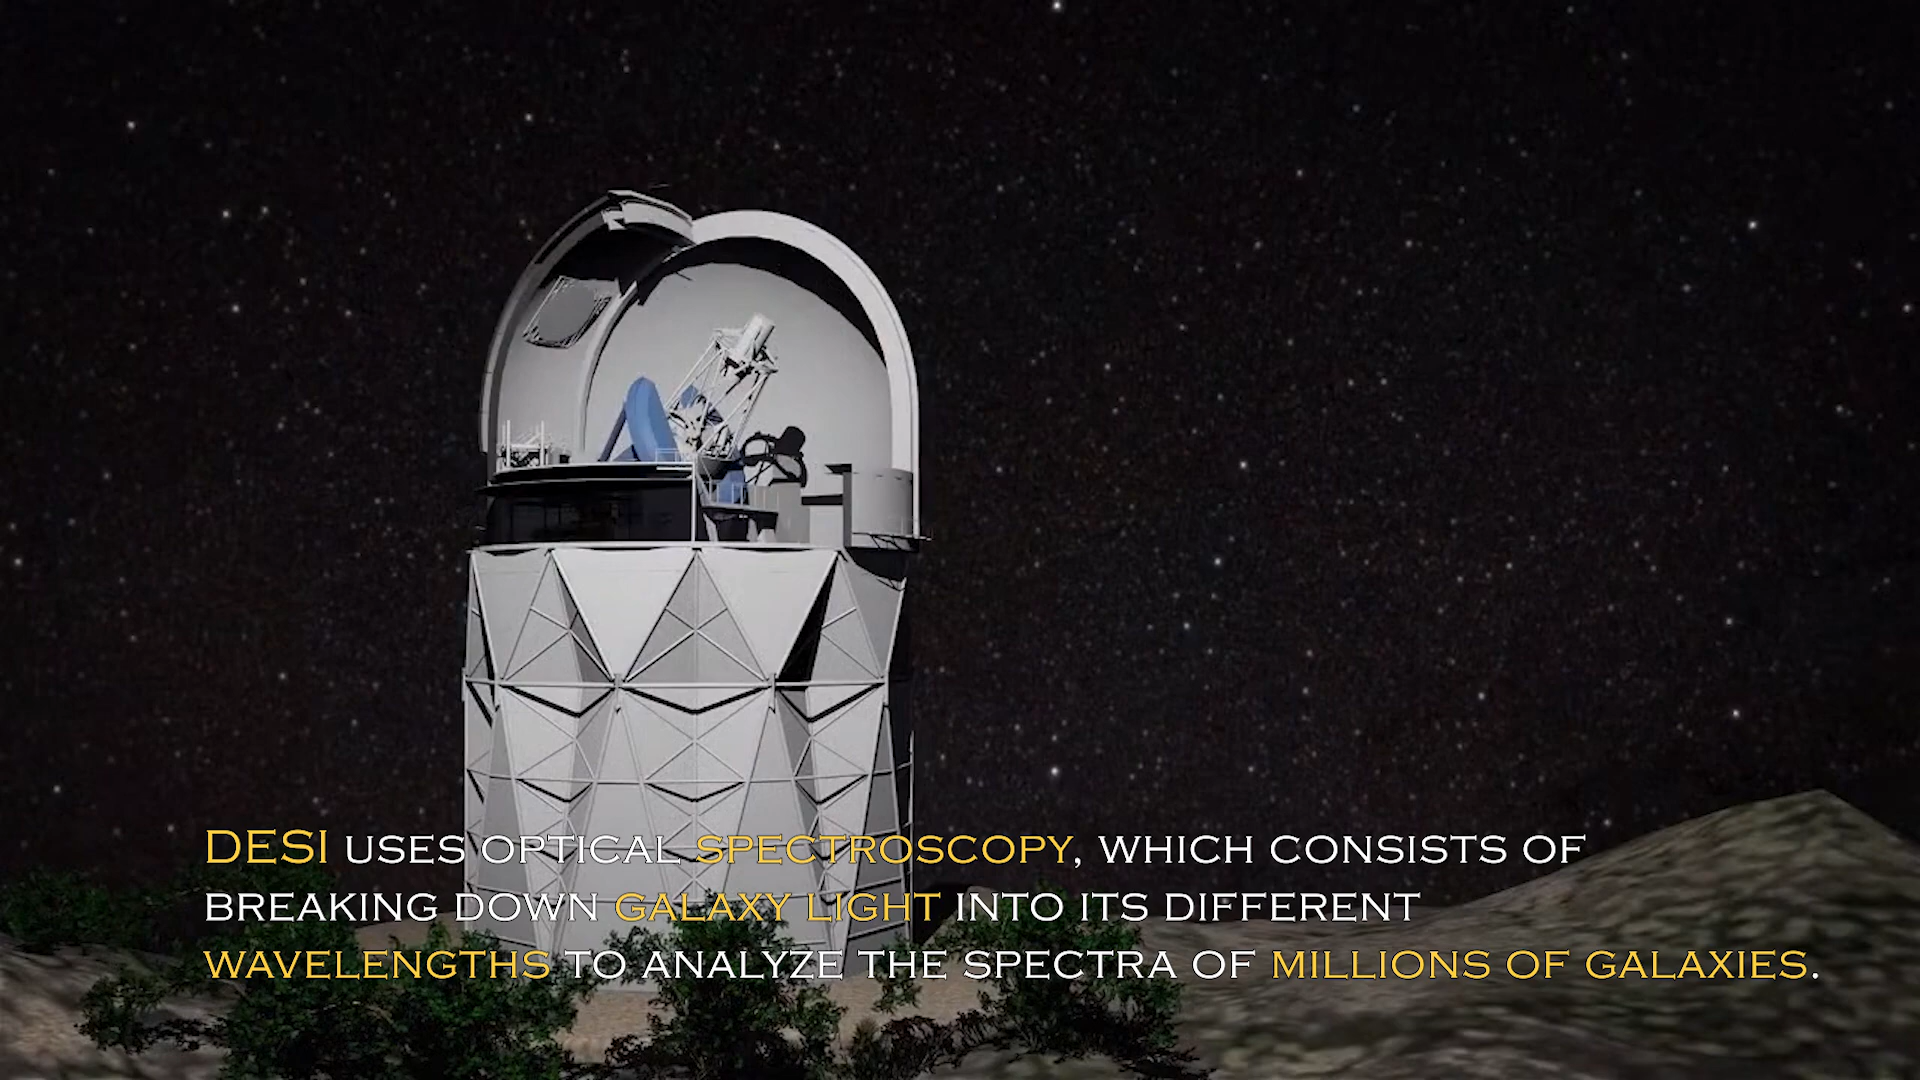 DESI USES OPTICAL SPECTROSCOPY, WHICH CONSISTS OF
BREAKING DOWN GALAXY LIGHT INTO ITS DIFFERENT
WAVELENGTHS TO ANALYZE THE SPECTRA OF MILLIONS OF GALAXIES.